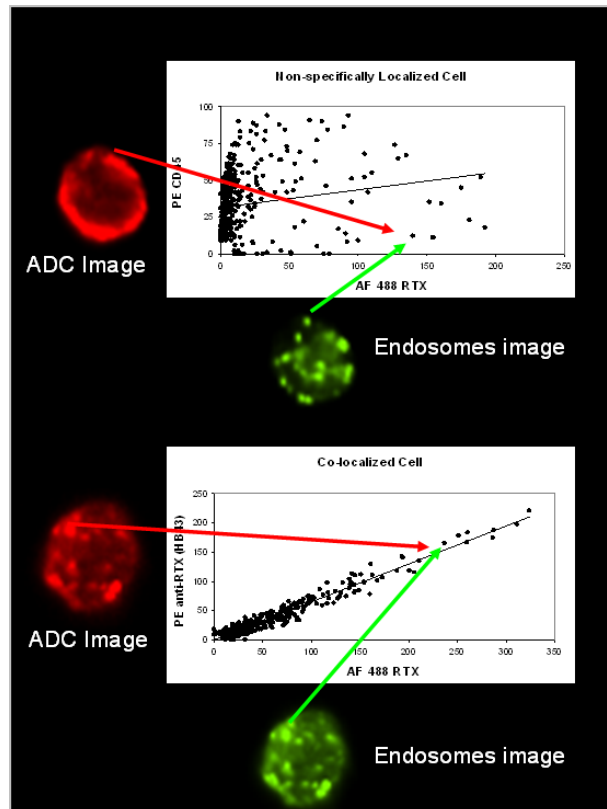 Non-specifically Localized Cell
100
75
50
25
0
PE CD45
0 50 100 150 200 250
AF 488 RTX
ADC Image
Endosomes image
Co-localized Cell
250
200
150
100
50
0
PE anti-RTX (HB43)
0 50 100 150 200 250 300 350
AF 488 RTX
ADC Image
Endosomes image